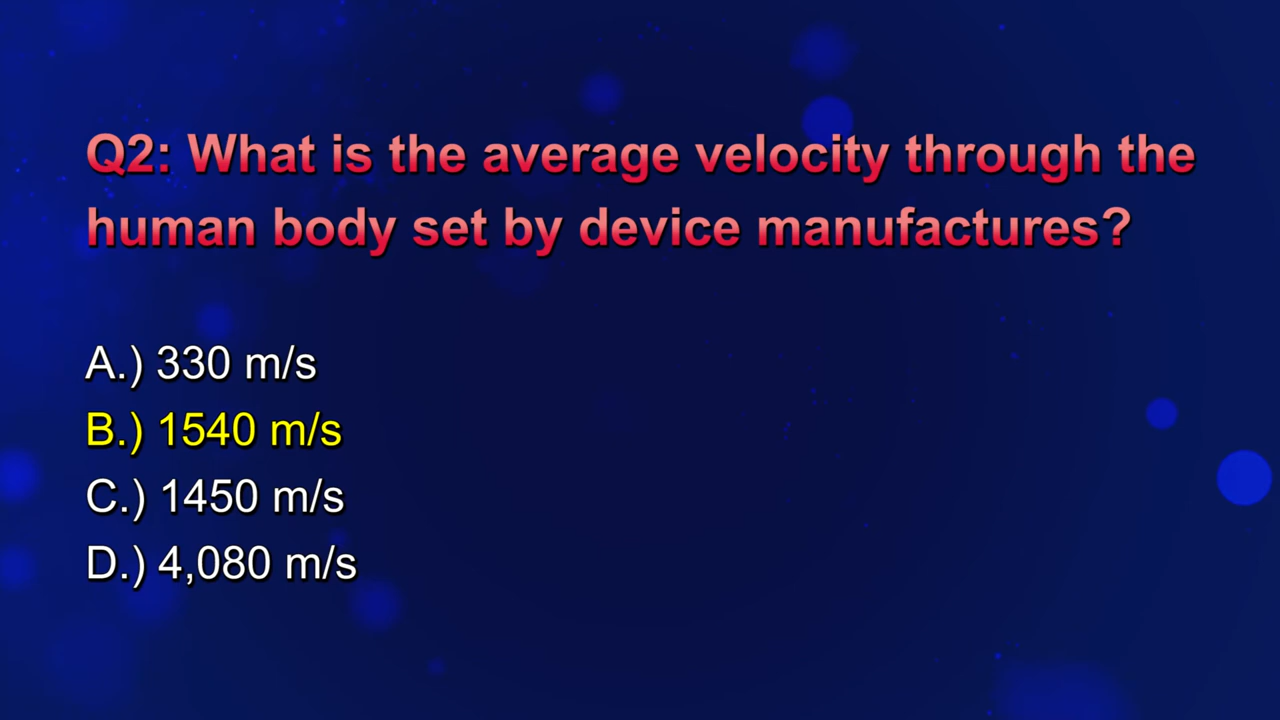 Q2: What is the average velocity through the
human body set by device manufactures?
A.) 330 m/s
B.) 1540 m/s
C.) 1450 m/s
D.) 4,080 m/s